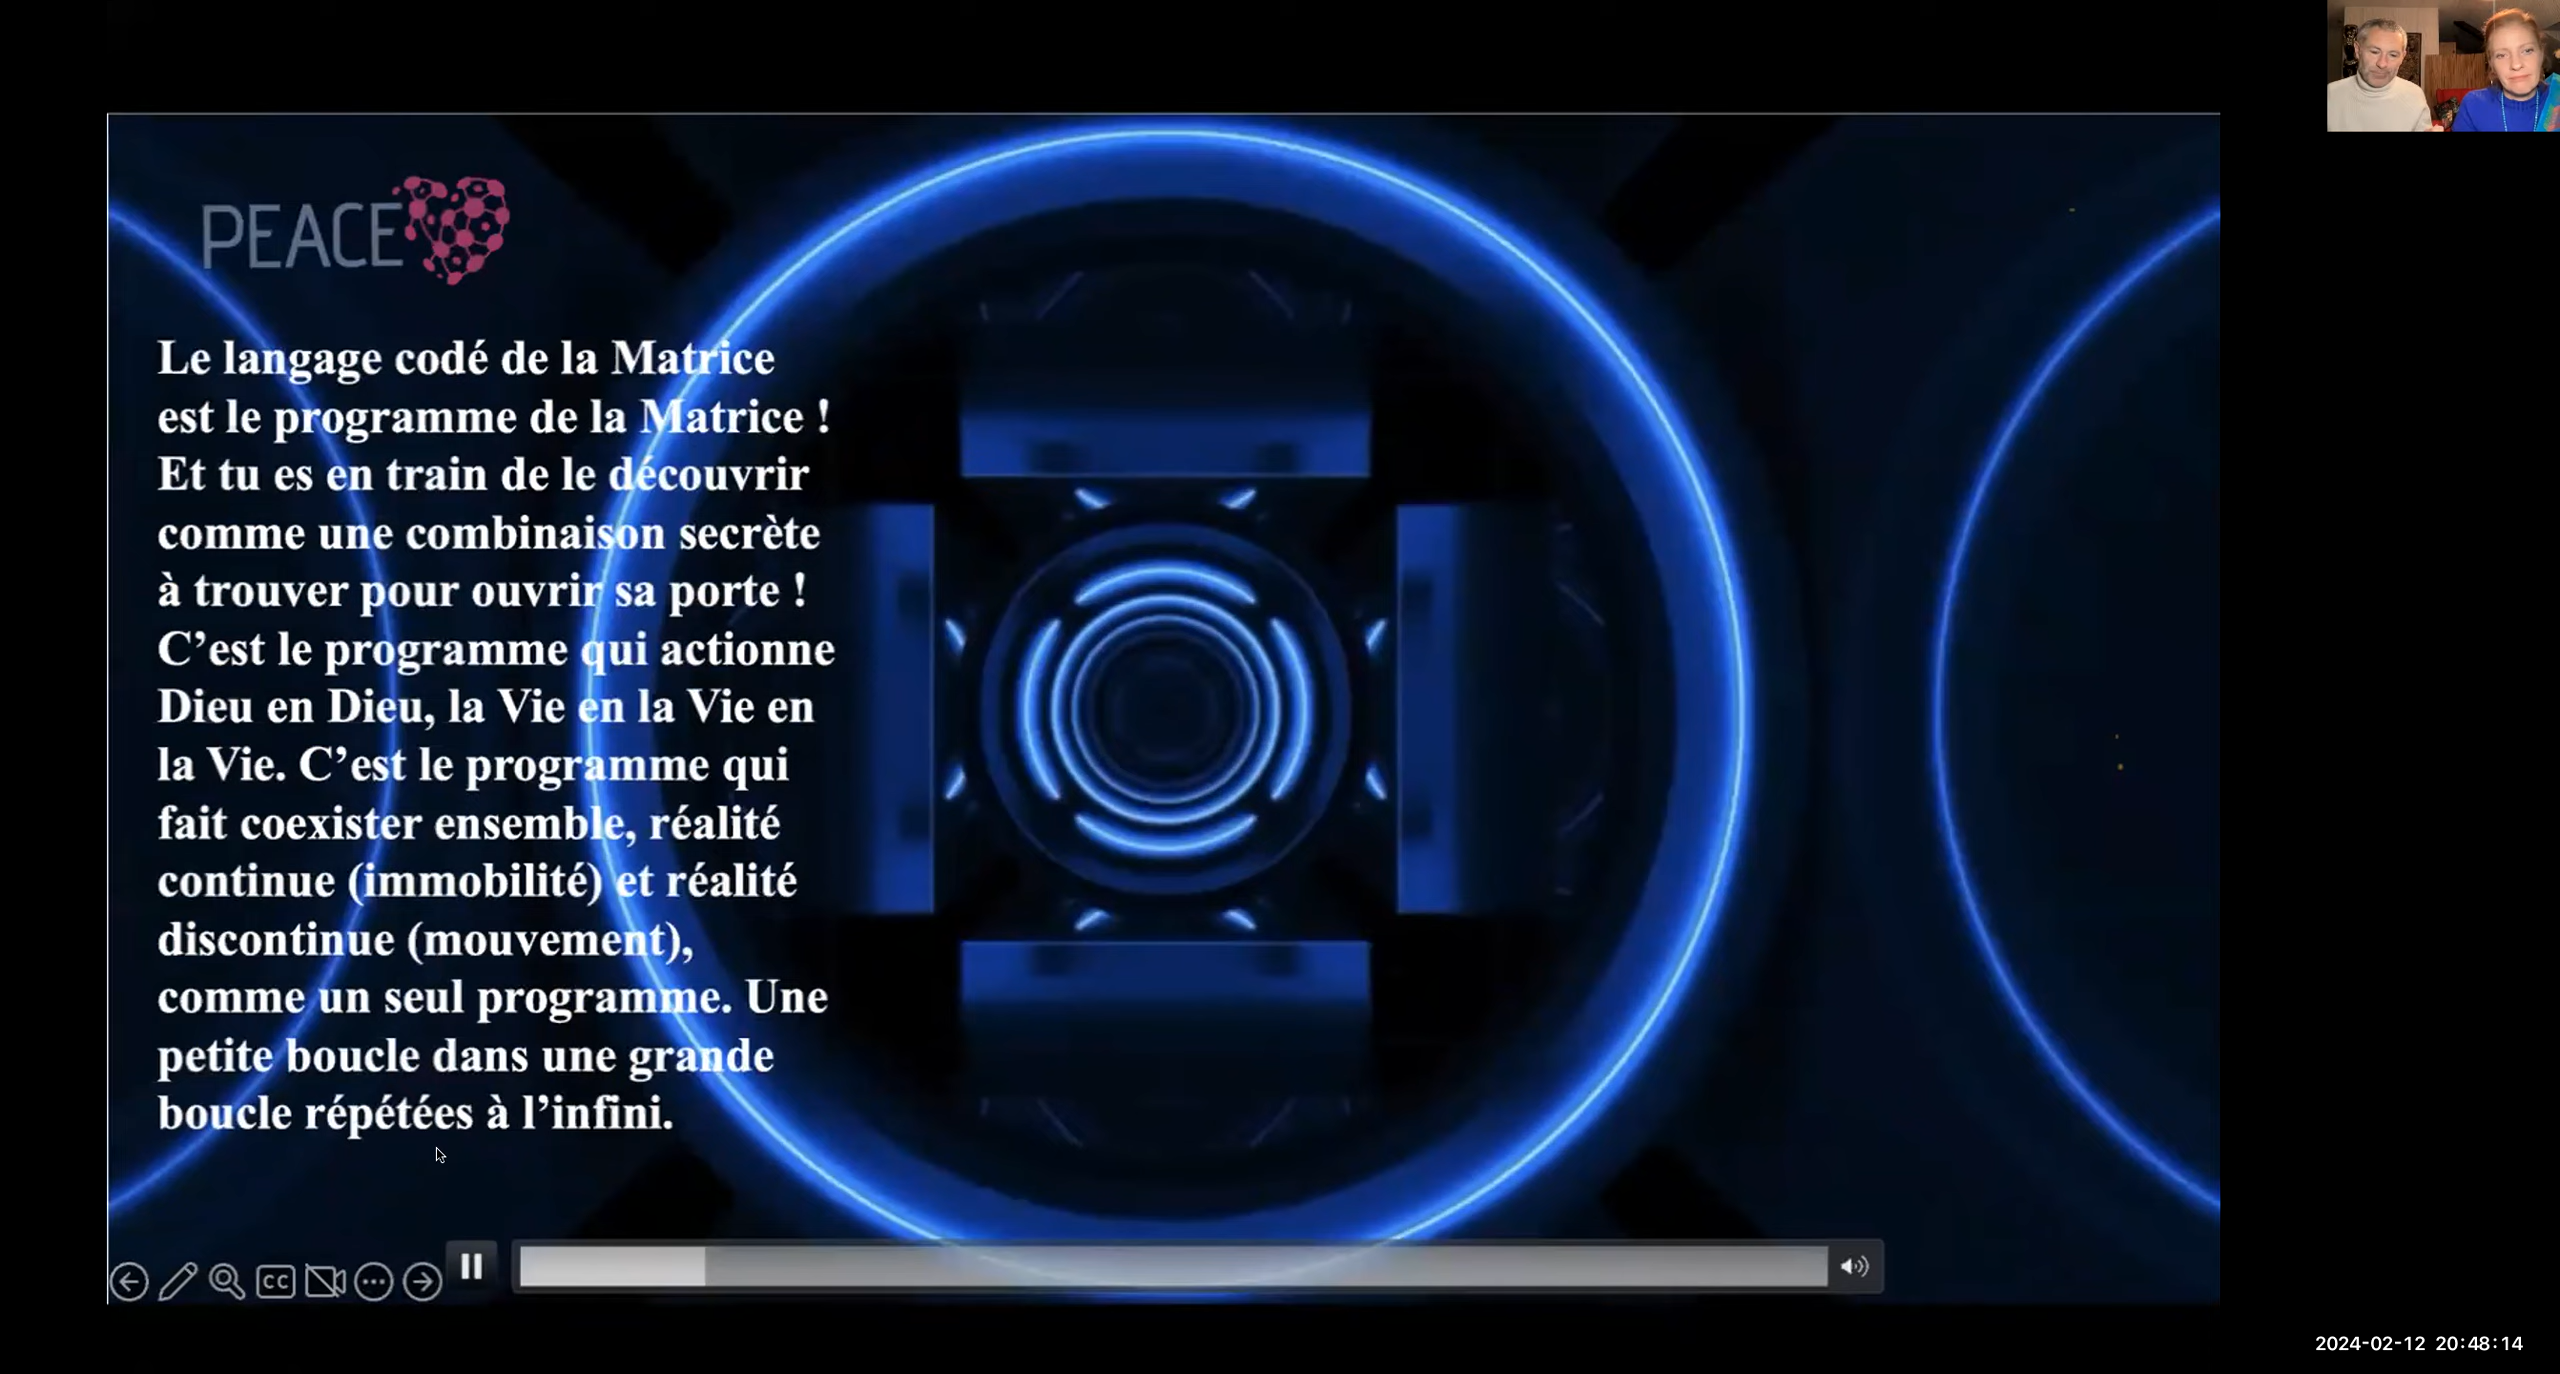 PEACE
Le langage codé de la Matrice
est le programme de la Matrice !
Et tu es en train de le découvrir
comme une combinaison secrète
à trouver pour ouvrir sa porte !
C’est le programme qui actionne
Dieu en Dieu, la Vie en la Vie en
la Vie. C’est le programme qui
fait coexister ensemble, réalité
continue (immobilité) et réalité
discontinue (mouvement),
comme un seul programme. Une
petite boucle dans une grande
boucle répétées à l’infini.
CC
2024-02-12 20:48:14